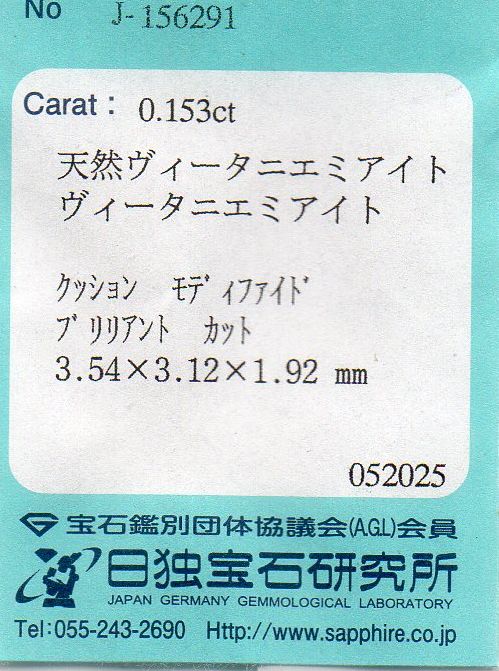 No J-156291
Carat： 0.153ct
天然ヴィータニエミアイト
ヴィータニエミアイト
ｸｯｼｮﾝ ﾓﾃﾞｨﾌｧｲﾄﾞ
ﾌﾞﾘﾘｱﾝﾄ ｶｯﾄ
3.54×3.12×1.92 mm
052025
宝石鑑別団体協議会(AGL)会員
日独宝石研究所
JAPAN GERMANY GEMMOLOGICAL LABORATORY
Tel:055-243-2690 Http://www.sapphire.co.jp